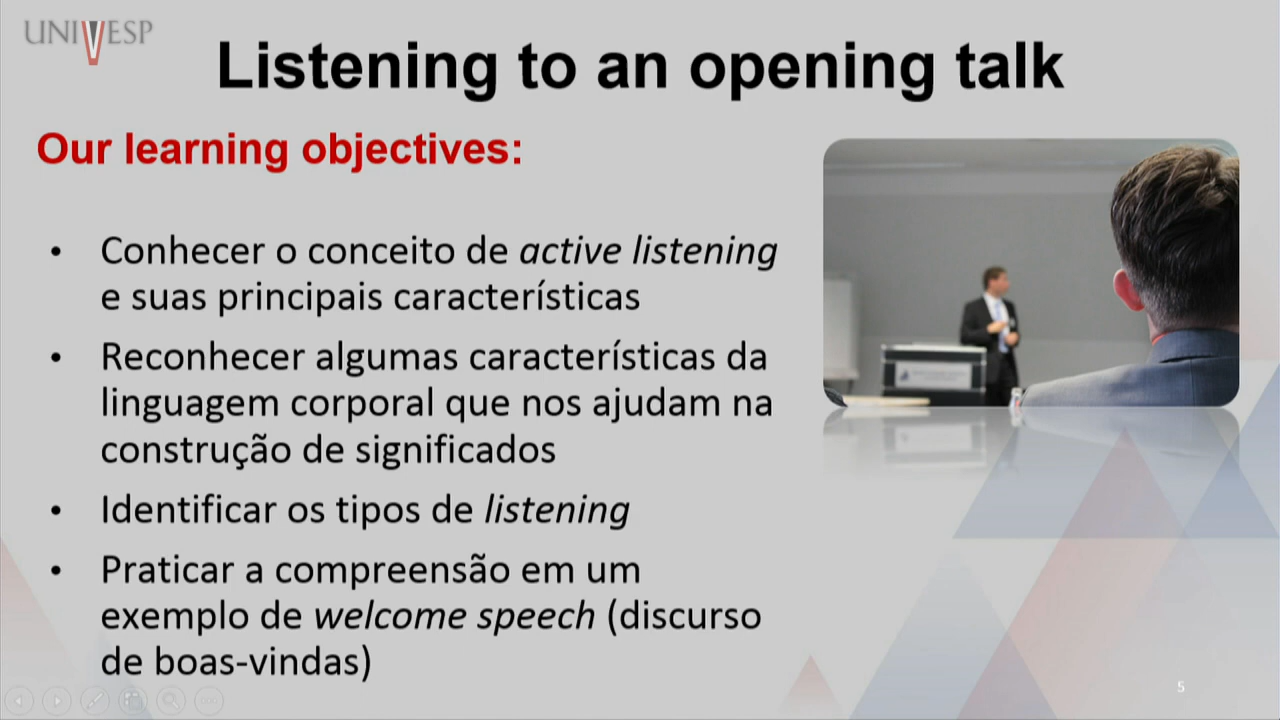 UNIVESP
Listening to an opening talk
Our learning objectives:
• Conhecer o conceito de active listening
e suas principais características
• Reconhecer algumas características da
linguagem corporal que nos ajudam na
construção de significados
• Identificar os tipos de listening
• Praticar a compreensão em um
exemplo de welcome speech (discurso
de boas-vindas)
5